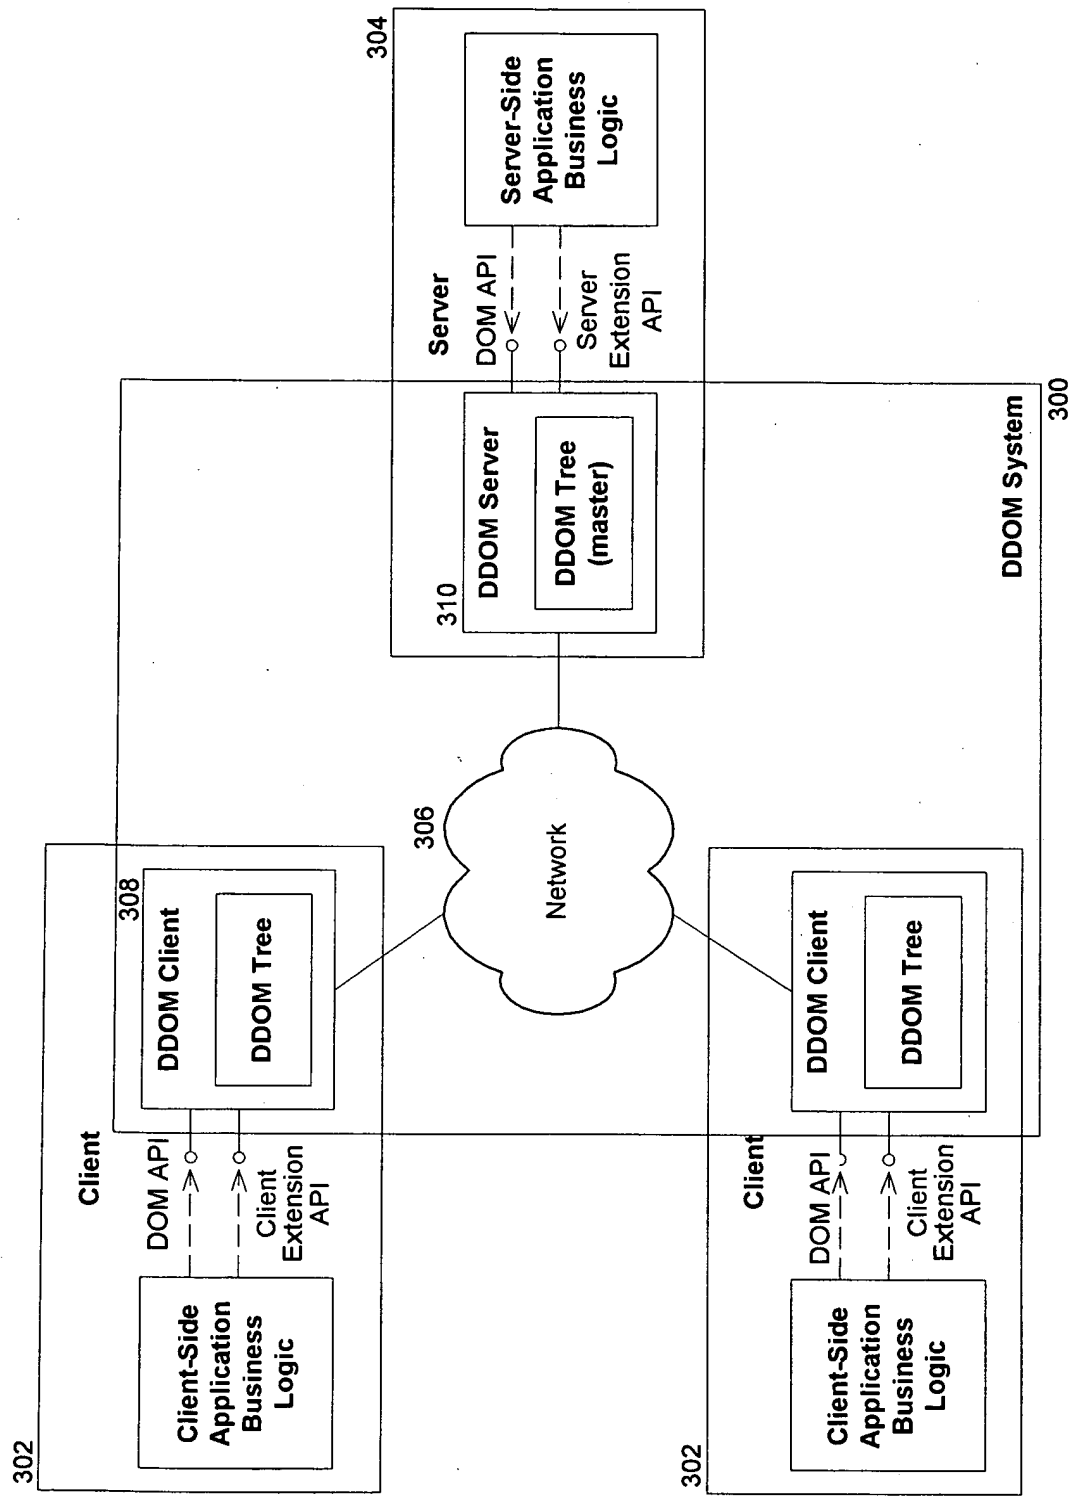 302
Client
Client-Side
Application
Business
Logic
DOM API
Client
Extension
API
308
DDOM Client
DDOM Tree
306
Network
304
Server
310
DDOM Server
DDOM Tree
(master)
DOM API
Server
Extension
API
Server-Side
Application
Business
Logic
302
Client
Client-Side
Application
Business
Logic
DOM API
Client
Extension
API
DDOM Client
DDOM Tree
DDOM System
300